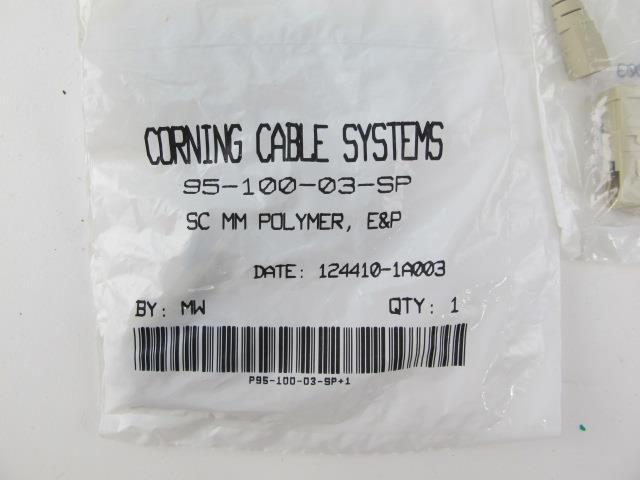 CORNING CABLE SYSTEMS
95-100-03-SP
SC MM POLYMER, E&P
DATE: 124410-1A003
BY: MW QTY: 1
P95-100-03-SP+1